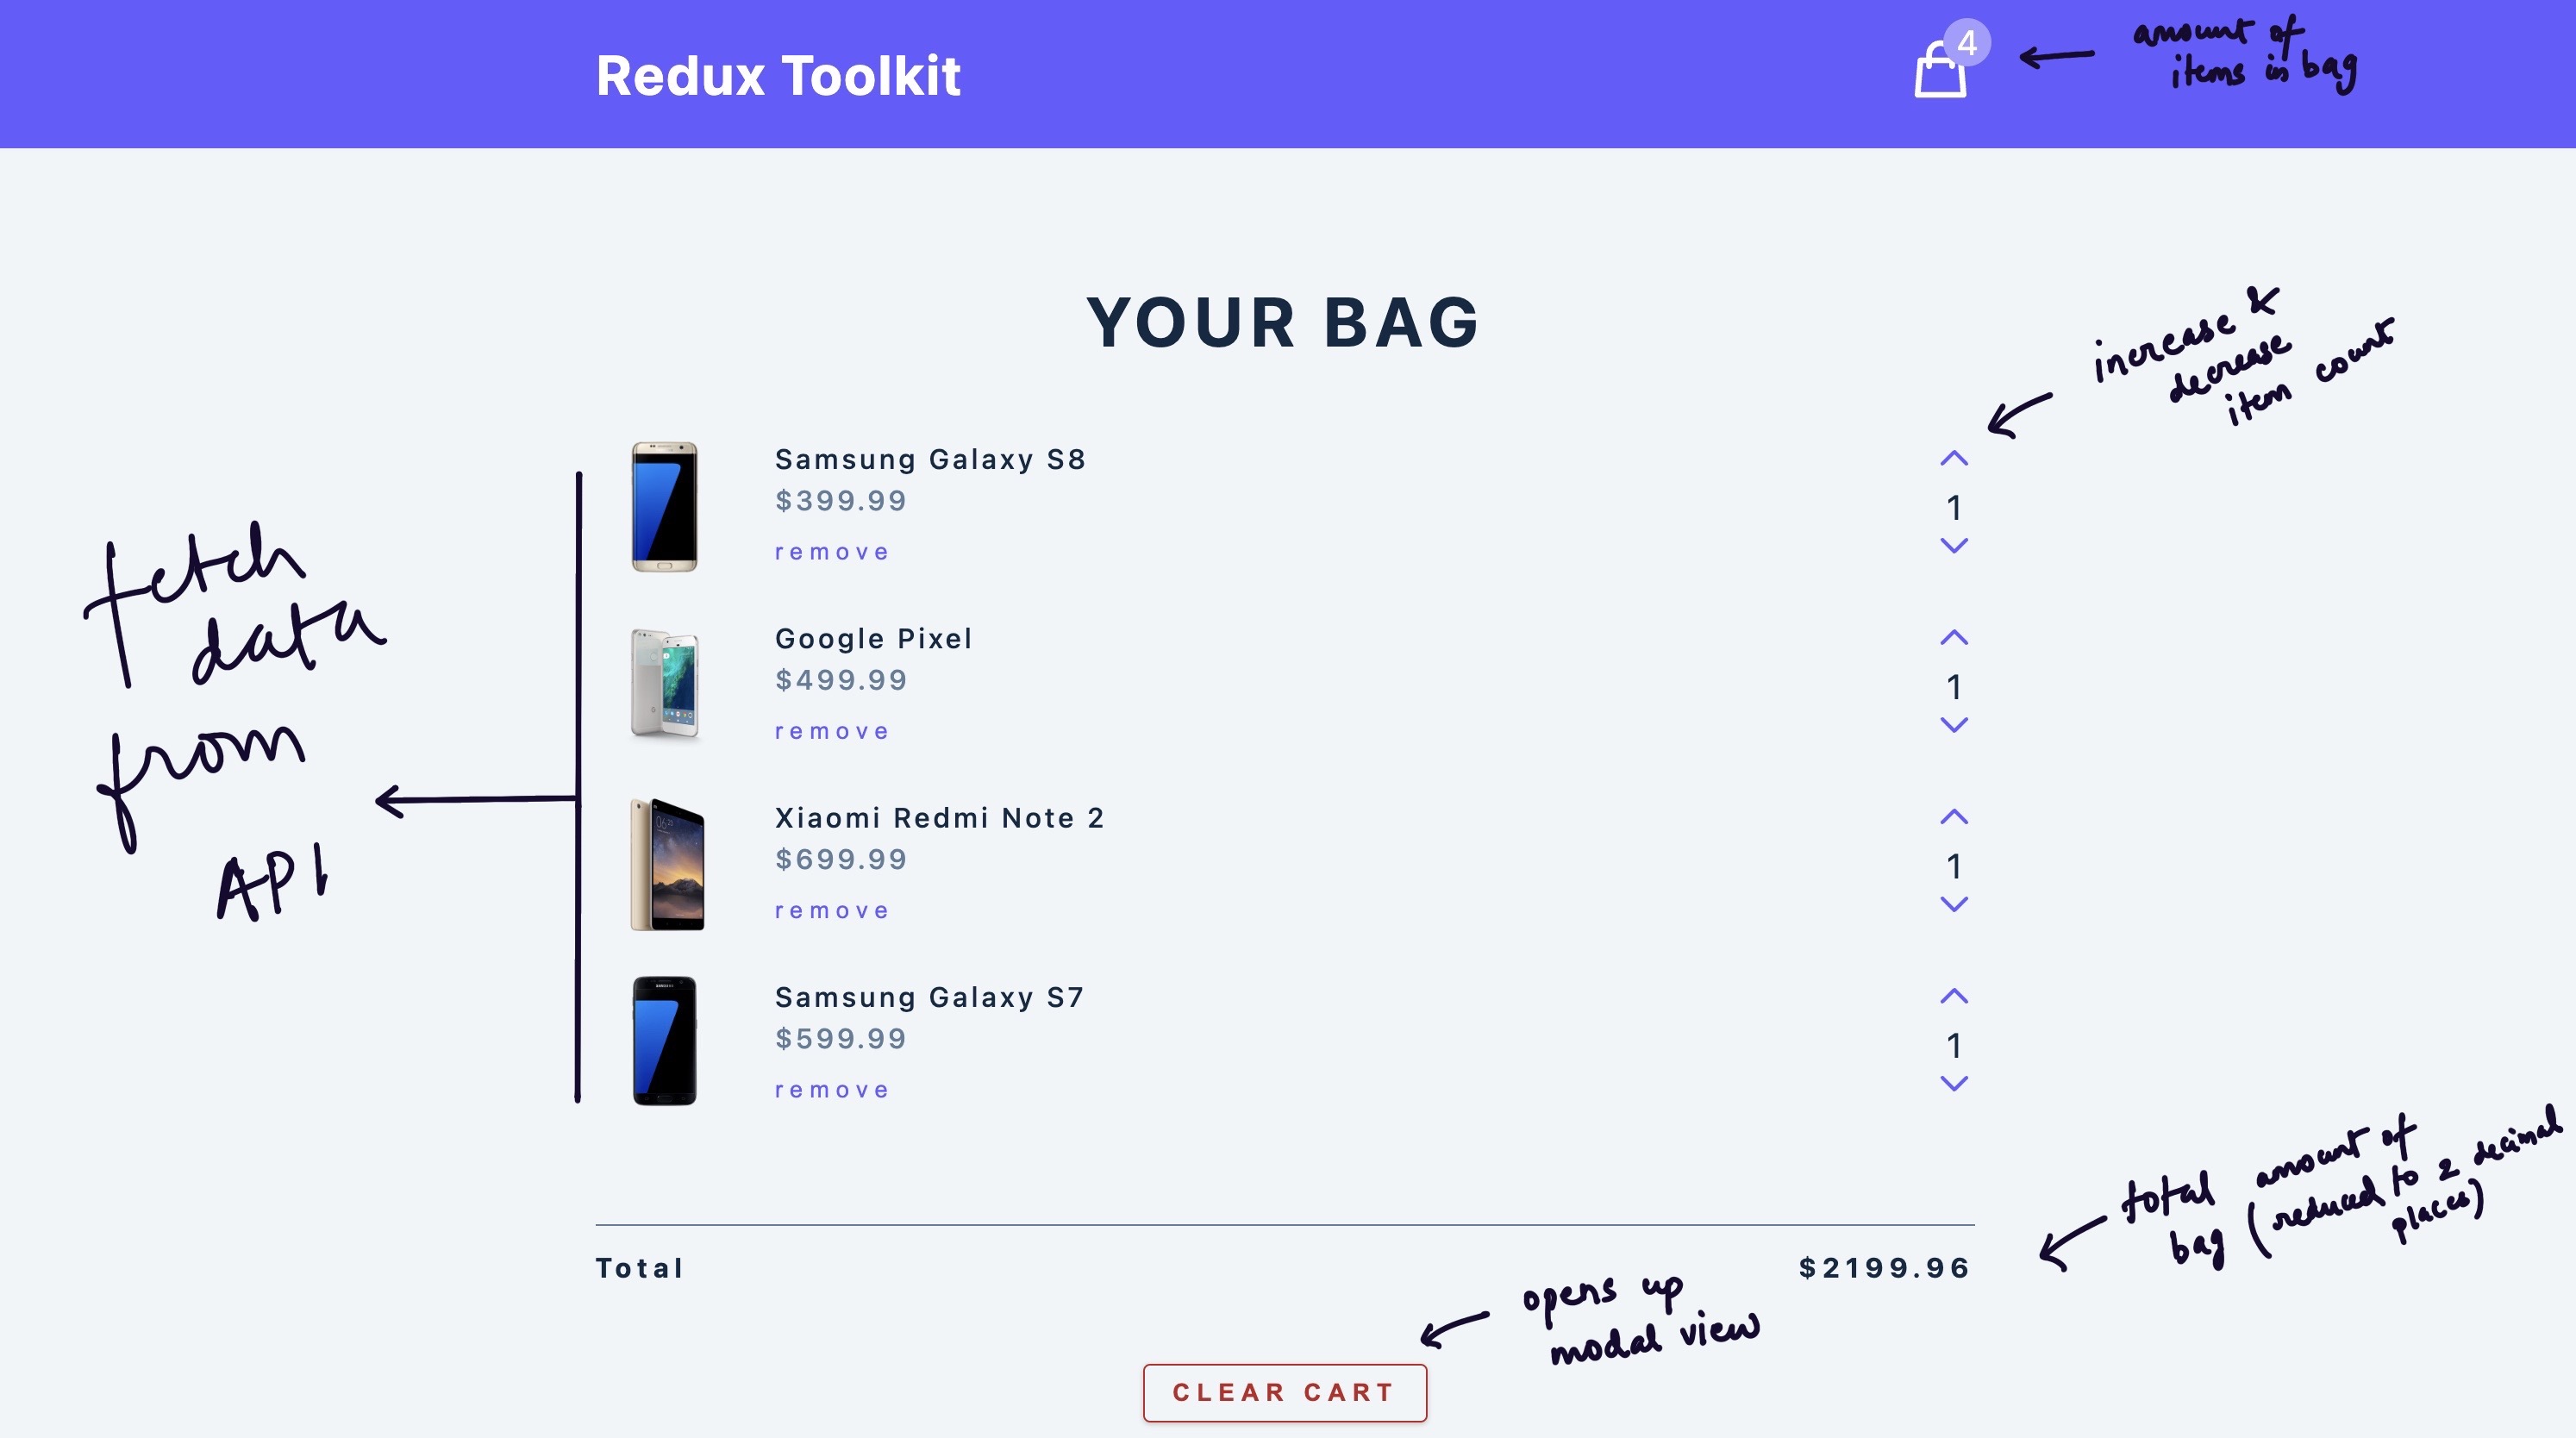 Redux Toolkit
4
amount of
items in bag
YOUR BAG
increase &
decrease
item count
Samsung Galaxy S8
$399.99
remove
1
fetch
data
from
API
Google Pixel
$499.99
remove
1
Xiaomi Redmi Note 2
06
$699.99
remove
1
SAMSUNG
Samsung Galaxy S7
$599.99
remove
1
total amount of
bag (reduced to 2 decimal
places)
Total
$2199.96
opens up
modal view
CLEAR CART